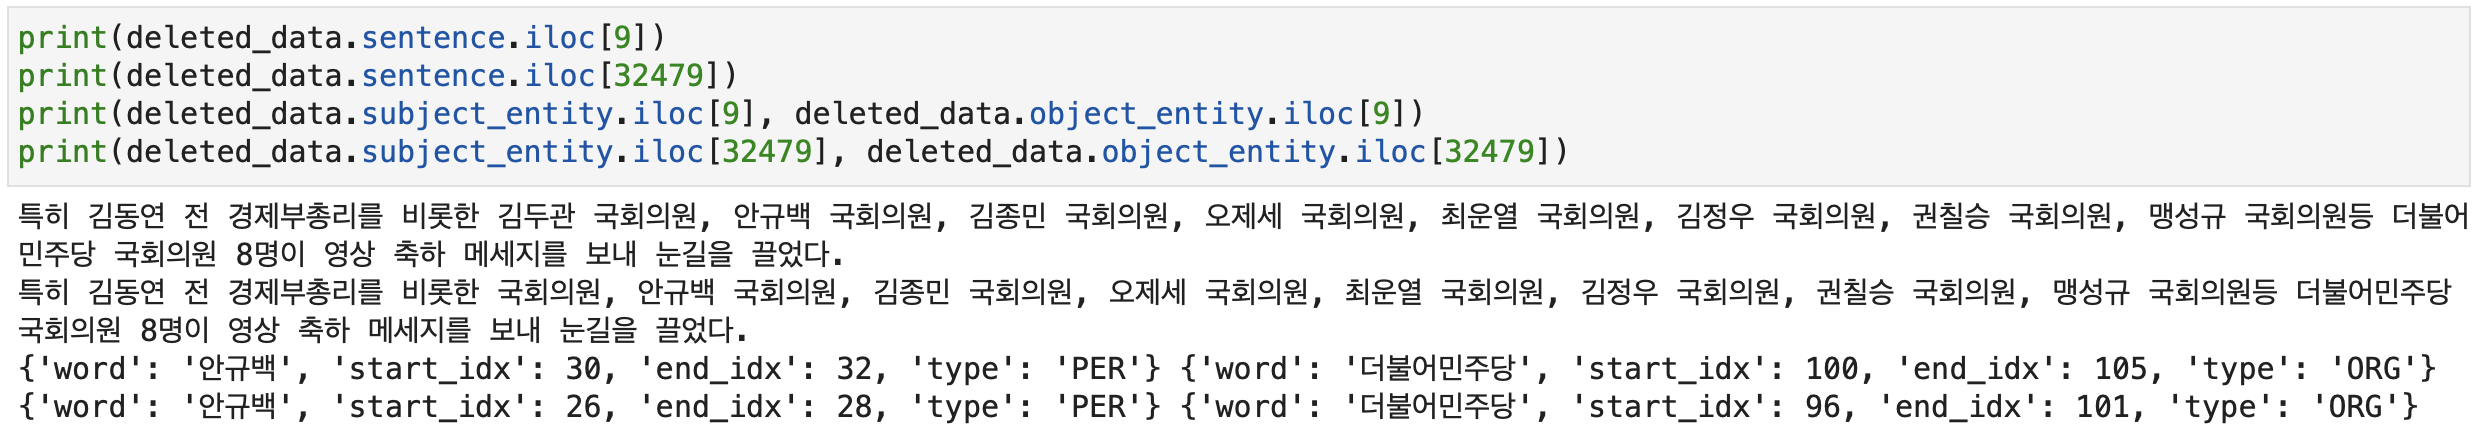 print(deleted_data.sentence.iloc[9])
print(deleted_data.sentence.iloc[32479])
print(deleted_data.subject_entity.iloc[9], deleted_data.object_entity.iloc[9])
print(deleted_data.subject_entity.iloc[32479], deleted_data.object_entity.iloc[32479])
특히 김동연 전 경제부총리를 비롯한 김두관 국회의원, 안규백 국회의원, 김종민 국회의원, 오제세 국회의원, 최운열 국회의원, 김정우 국회의원, 권칠승 국회의원, 맹성규 국회의원등 더불어
민주당 국회의원 8명이 영상 축하 메세지를 보내 눈길을 끌었다.
특히 김동연 전 경제부총리를 비롯한 국회의원, 안규백 국회의원, 김종민 국회의원, 오제세 국회의원, 최운열 국회의원, 김정우 국회의원, 권칠승 국회의원, 맹성규 국회의원등 더불어민주당
국회의원 8명이 영상 축하 메세지를 보내 눈길을 끌었다.
{'word': '안규백', 'start_idx': 30, 'end_idx': 32, 'type': 'PER'} {'word': '더불어민주당', 'start_idx': 100, 'end_idx': 105, 'type': 'ORG'}
{'word': '안규백', 'start_idx': 26, 'end_idx': 28, 'type': 'PER'} {'word': '더불어민주당', 'start_idx': 96, 'end_idx': 101, 'type': 'ORG'}